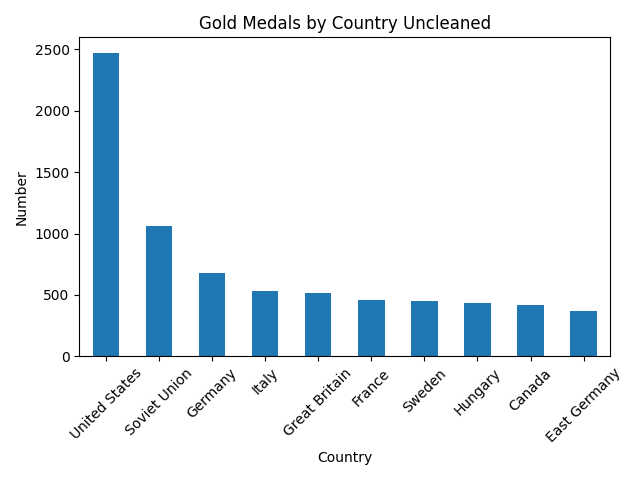 Gold Medals by Country Uncleaned
Number
2500
2000
1500
1000
500
0
United States
Soviet Union
Germany
Italy
Great Britain
France
Sweden
Hungary
Canada
East Germany
Country